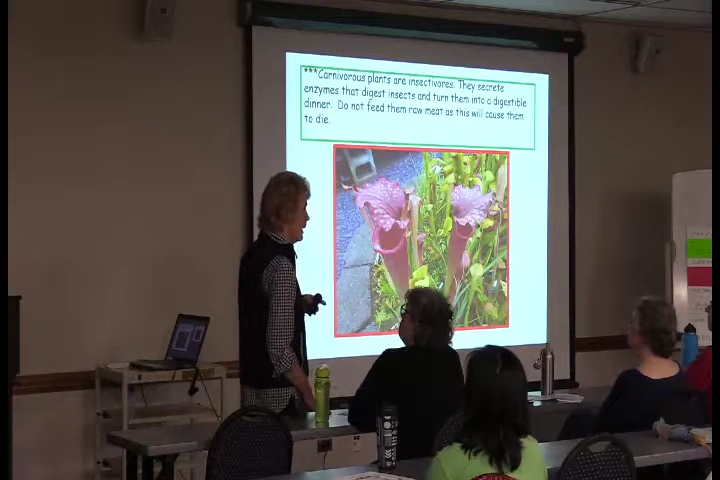 ***Carnivorous plants are insectivores. They secrete
enzymes that digest insects and turn them into a digestible
dinner. Do not feed them raw meat as this will cause them
to die.